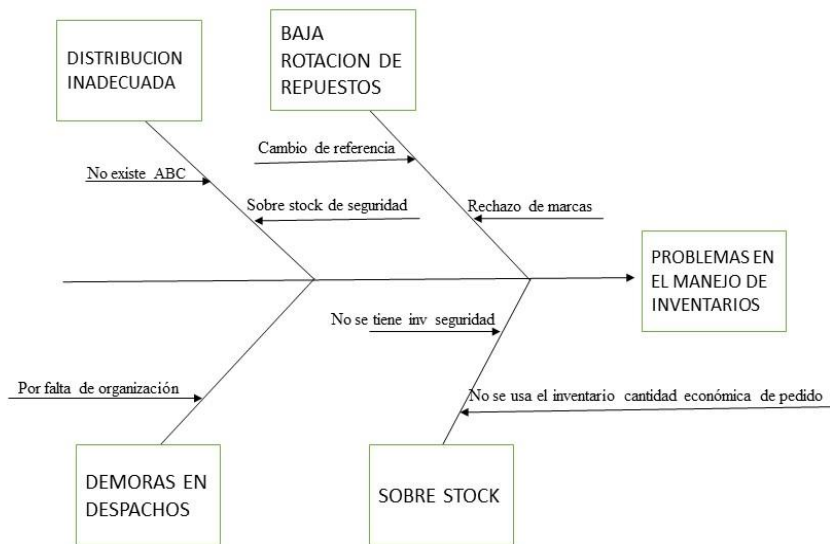 DISTRIBUCION
INADECUADA
BAJA
ROTACION DE
REPUESTOS
Cambio de referencia
No existe ABC
Sobre stock de seguridad
Rechazo de marcas
PROBLEMAS EN
EL MANEJO DE
INVENTARIOS
No se tiene inv seguridad
Por falta de organización
No se usa el inventario cantidad económica de pedido
DEMORAS EN
DESPACHOS
SOBRE STOCK